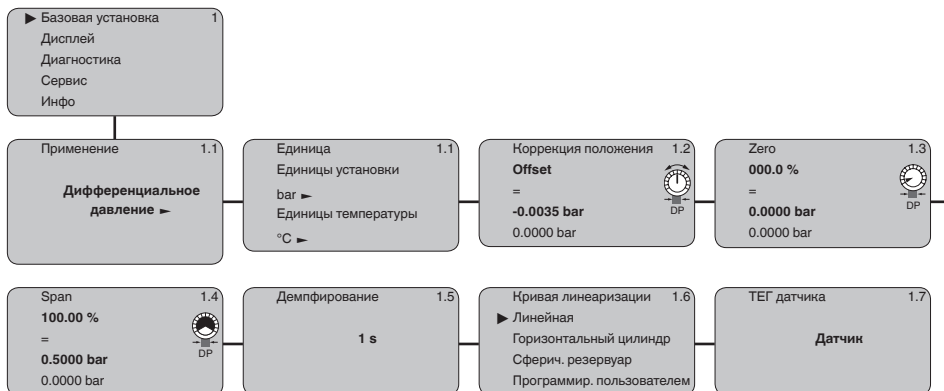 ▶ Базовая установка 1
Дисплей
Диагностика
Сервис
Инфо
Применение 1.1
Дифференциальное
давление ►
Единица 1.1
Единицы установки
bar ►
Единицы температуры
°C ►
Коррекция положения 1.2
Offset
=
-0.0035 bar
0.0000 bar
DP
Zero 1.3
000.0 %
=
0.0000 bar
0.0000 bar
DP
Span 1.4
100.00 %
=
0.5000 bar
0.0000 bar
DP
Демпфирование 1.5
1 s
Кривая линеаризации 1.6
▶ Линейная
Горизонтальный цилиндр
Сферич. резервуар
Программир. пользователем
ТЕГ датчика 1.7
Датчик